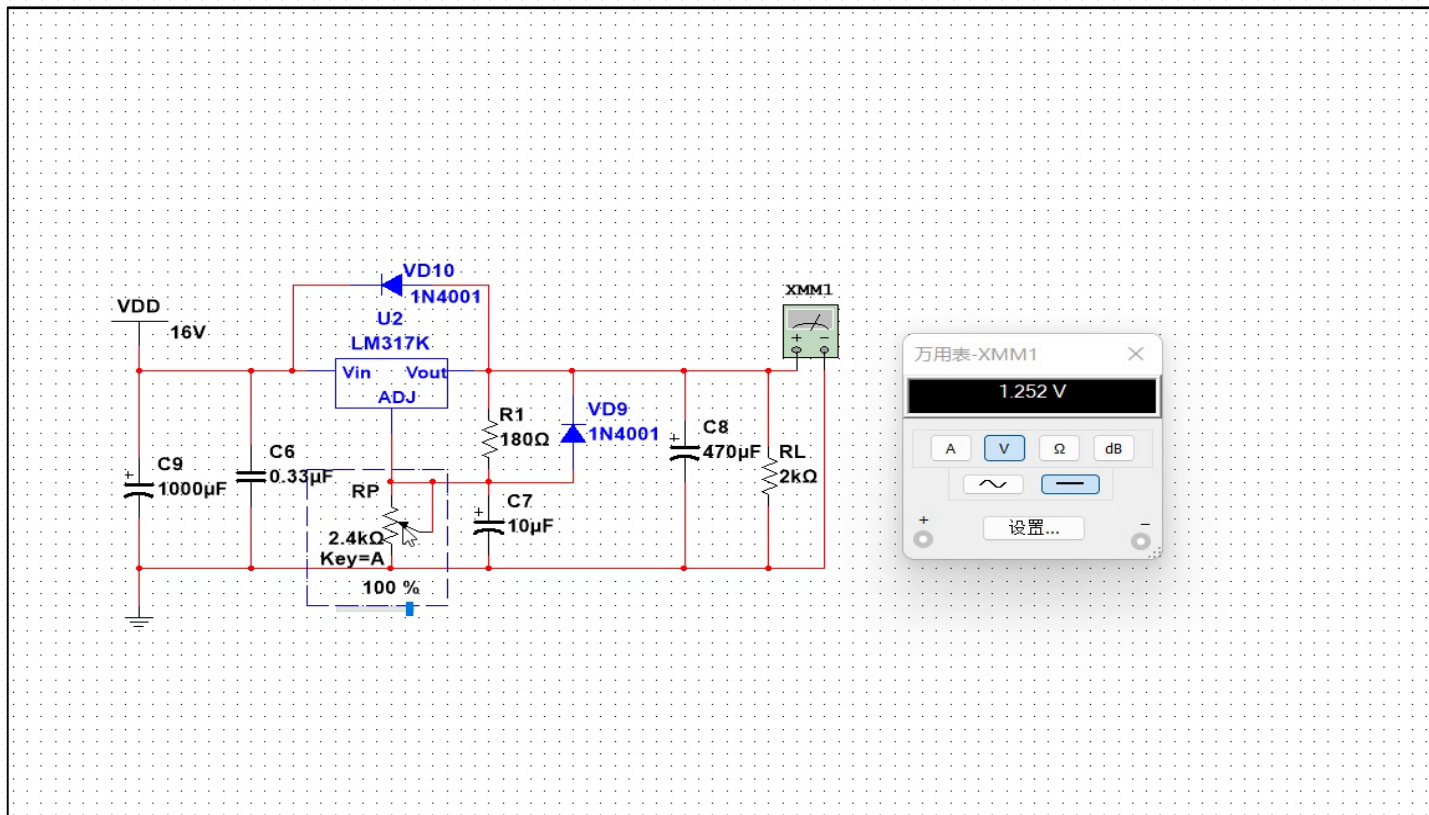 VD10
1N4001
VDD
16V
U2
LM317K
Vin
Vout
ADJ
XMM1
+
−
R1
180Ω
VD9
1N4001
C8
+
470µF
RL
2kΩ
C9
+
1000µF
C6
0.33µF
RP
2.4kΩ
Key=A
100 %
C7
+
10µF
万用表-XMM1
1.252 V
A
V
Ω
dB
+
−
设置...